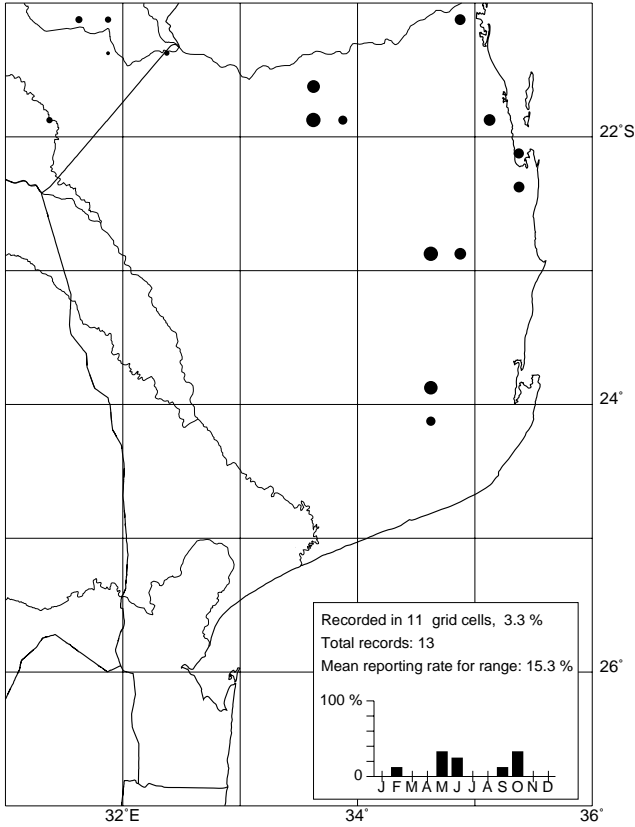 22˚S
24˚
Recorded in 11 grid cells, 3.3 %
Total records: 13
Mean reporting rate for range: 15.3 %
26˚
100 %
0
J F M A M J J A S O N D
32˚E
34˚
36˚